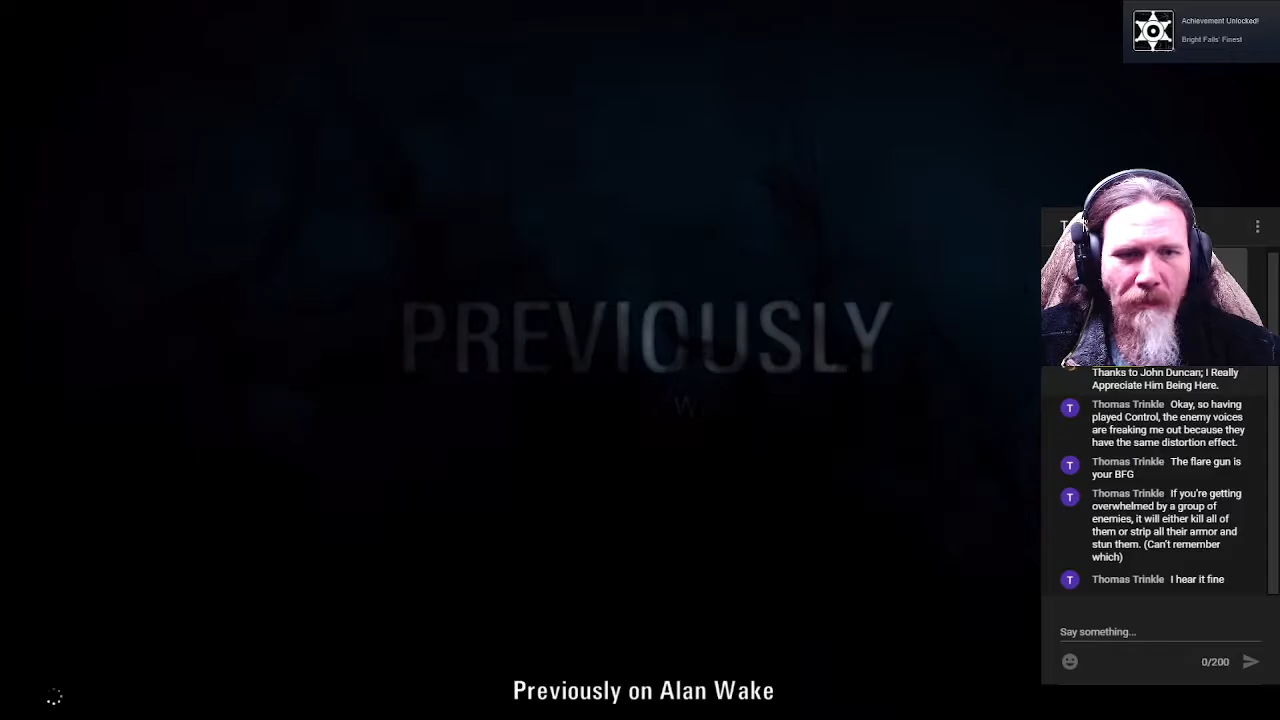 Achievement Unlocked!
Bright Falls' Finest
PREVIOUSLY
Thanks to John Duncan; I Really
Appreciate Him Being Here.
T
Thomas Trinkle Okay, so having
played Control, the enemy voices
are freaking me out because they
have the same distortion effect.
T
Thomas Trinkle The flare gun is
your BFG
T
Thomas Trinkle If you're getting
overwhelmed by a group of
enemies, it will either kill all of
them or strip all their armor and
stun them. (Can't remember
which)
T
Thomas Trinkle I hear it fine
Say something...
0/200
Previously on Alan Wake